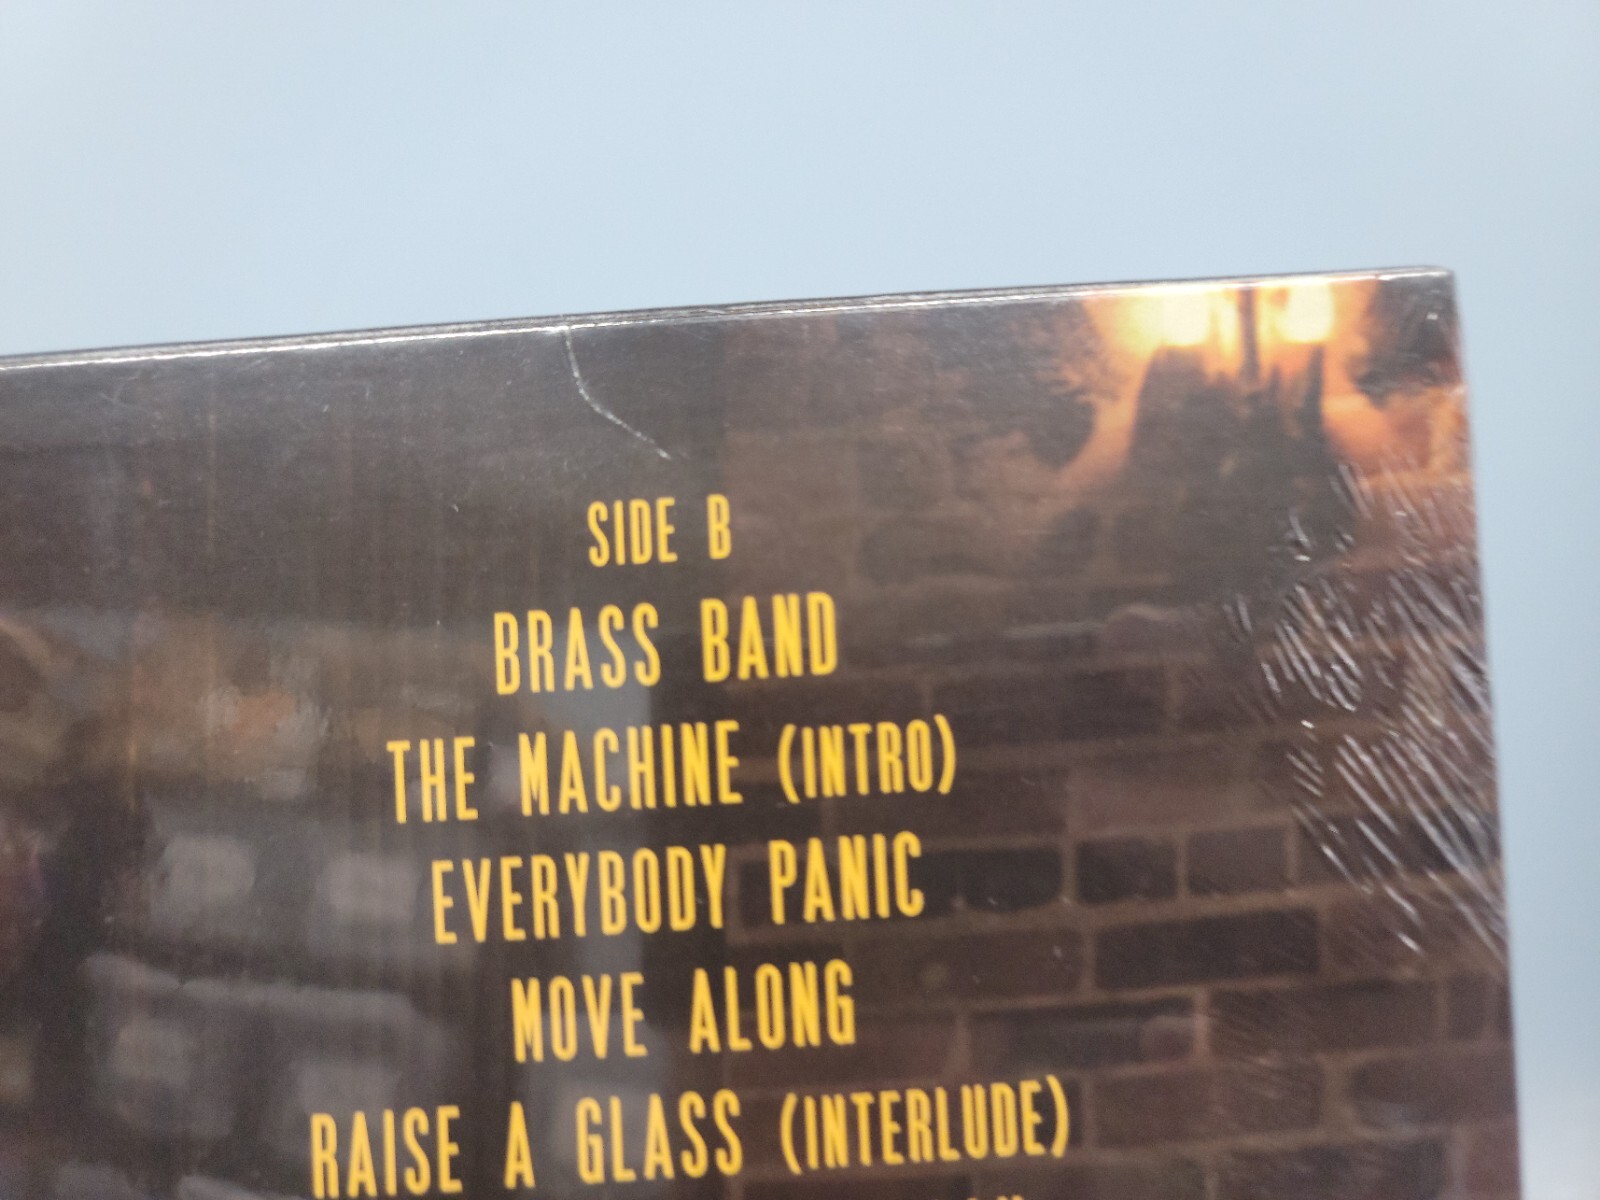 SIDE B
BRASS BAND
THE MACHINE (INTRO)
EVERYBODY PANIC
MOVE ALONG
RAISE A GLASS (INTERLUDE)